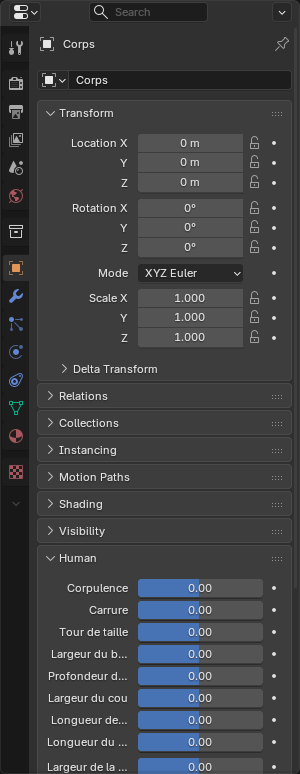 Search
Corps
Corps
Transform
Location X 0 m
Y 0 m
Z 0 m
Rotation X 0°
Y 0°
Z 0°
Mode XYZ Euler
Scale X 1.000
Y 1.000
Z 1.000
Delta Transform
Relations
Collections
Instancing
Motion Paths
Shading
Visibility
Human
Corpulence 0.00
Carrure 0.00
Tour de taille 0.00
Largeur du b... 0.00
Profondeur d... 0.00
Largeur du cou 0.00
Longueur de... 0.00
Longueur du ... 0.00
Largeur de la ... 0.00